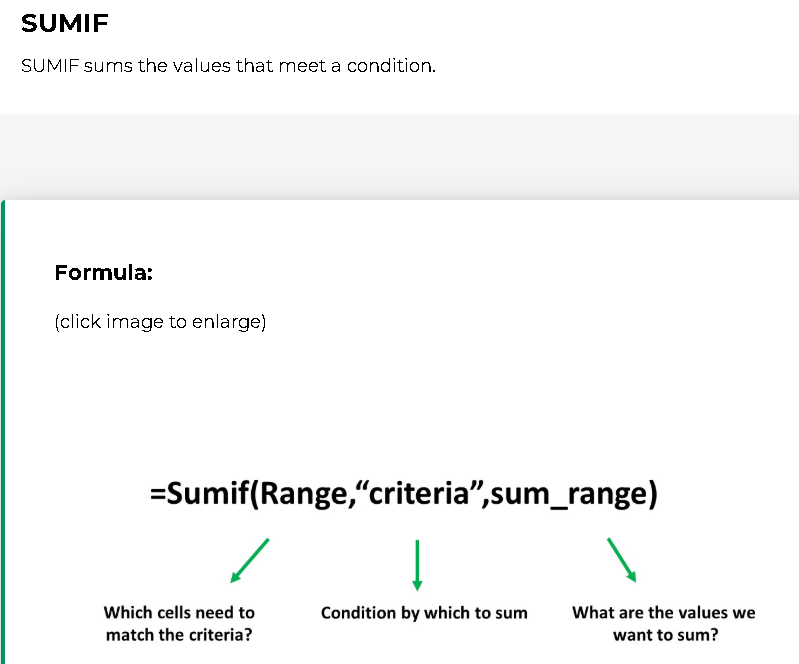 SUMIF
SUMIF sums the values that meet a condition.
Formula:
(click image to enlarge)
=Sumif(Range,“criteria”,sum_range)
Which cells need to match the criteria?
Condition by which to sum
What are the values we want to sum?